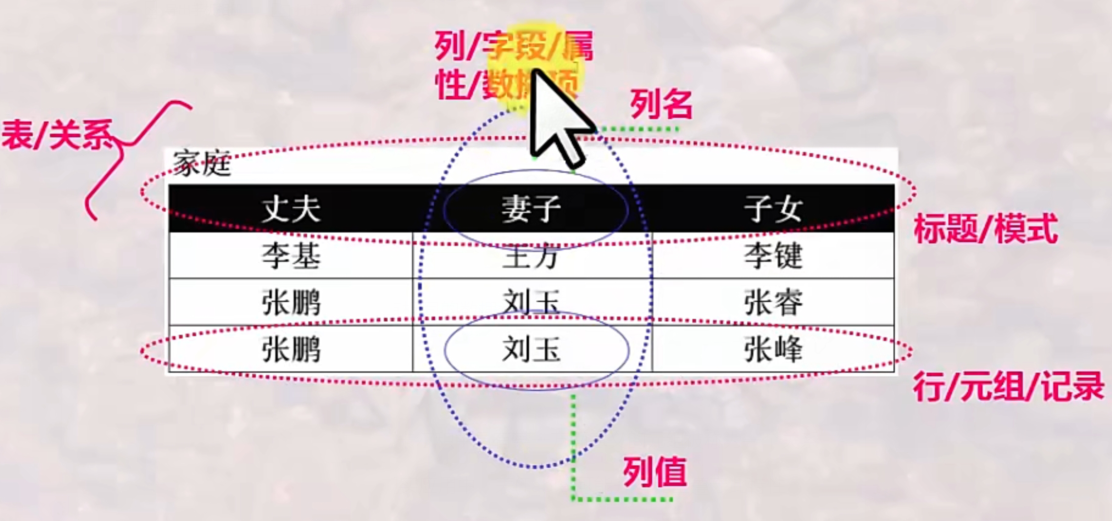 列/字段/属
性/数据项
列名
表/关系
家庭
丈夫 妻子 子女
标题/模式
李基 王方 李键
张鹏 刘玉 张睿
张鹏 刘玉 张峰
行/元组/记录
列值